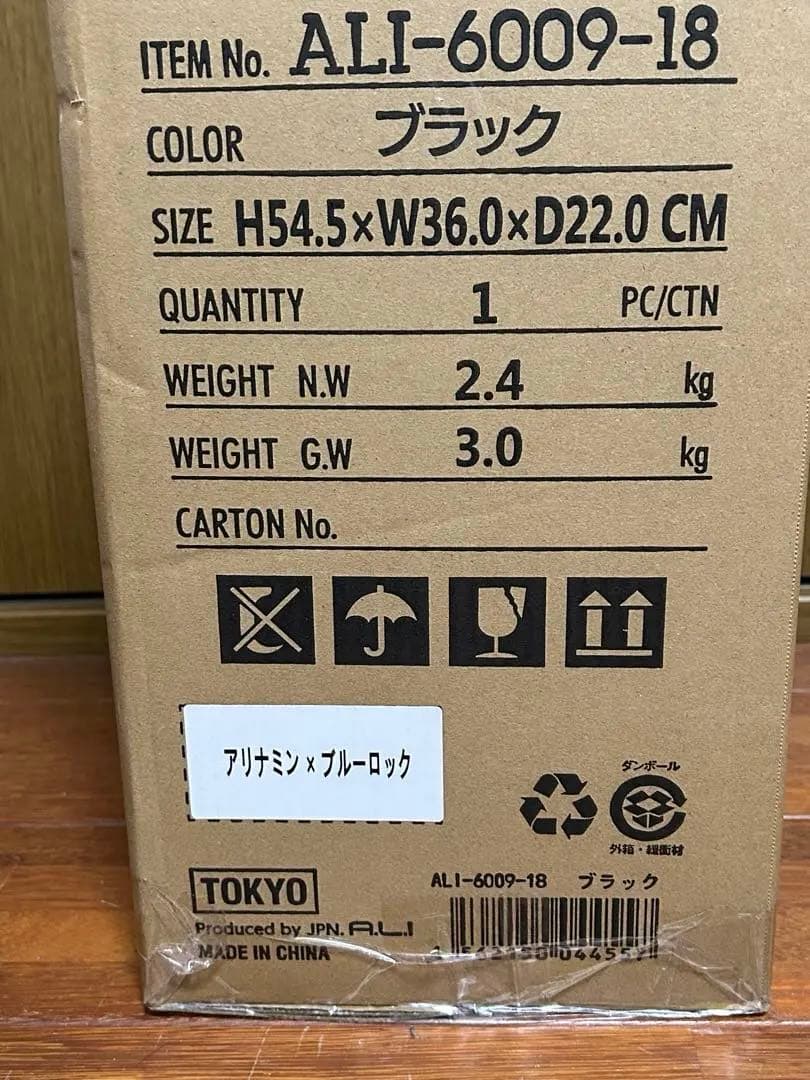 ITEM No. ALI-6009-18
COLOR ブラック
SIZE H54.5×W36.0×D22.0 CM
QUANTITY 1 PC/CTN
WEIGHT N.W 2.4 kg
WEIGHT G.W 3.0 kg
CARTON No.
アリナミン × ブルーロック
ダンボール
外箱・緩衝材
TOKYO
Produced by JPN. A.L.I
MADE IN CHINA
ALI-6009-18 ブラック